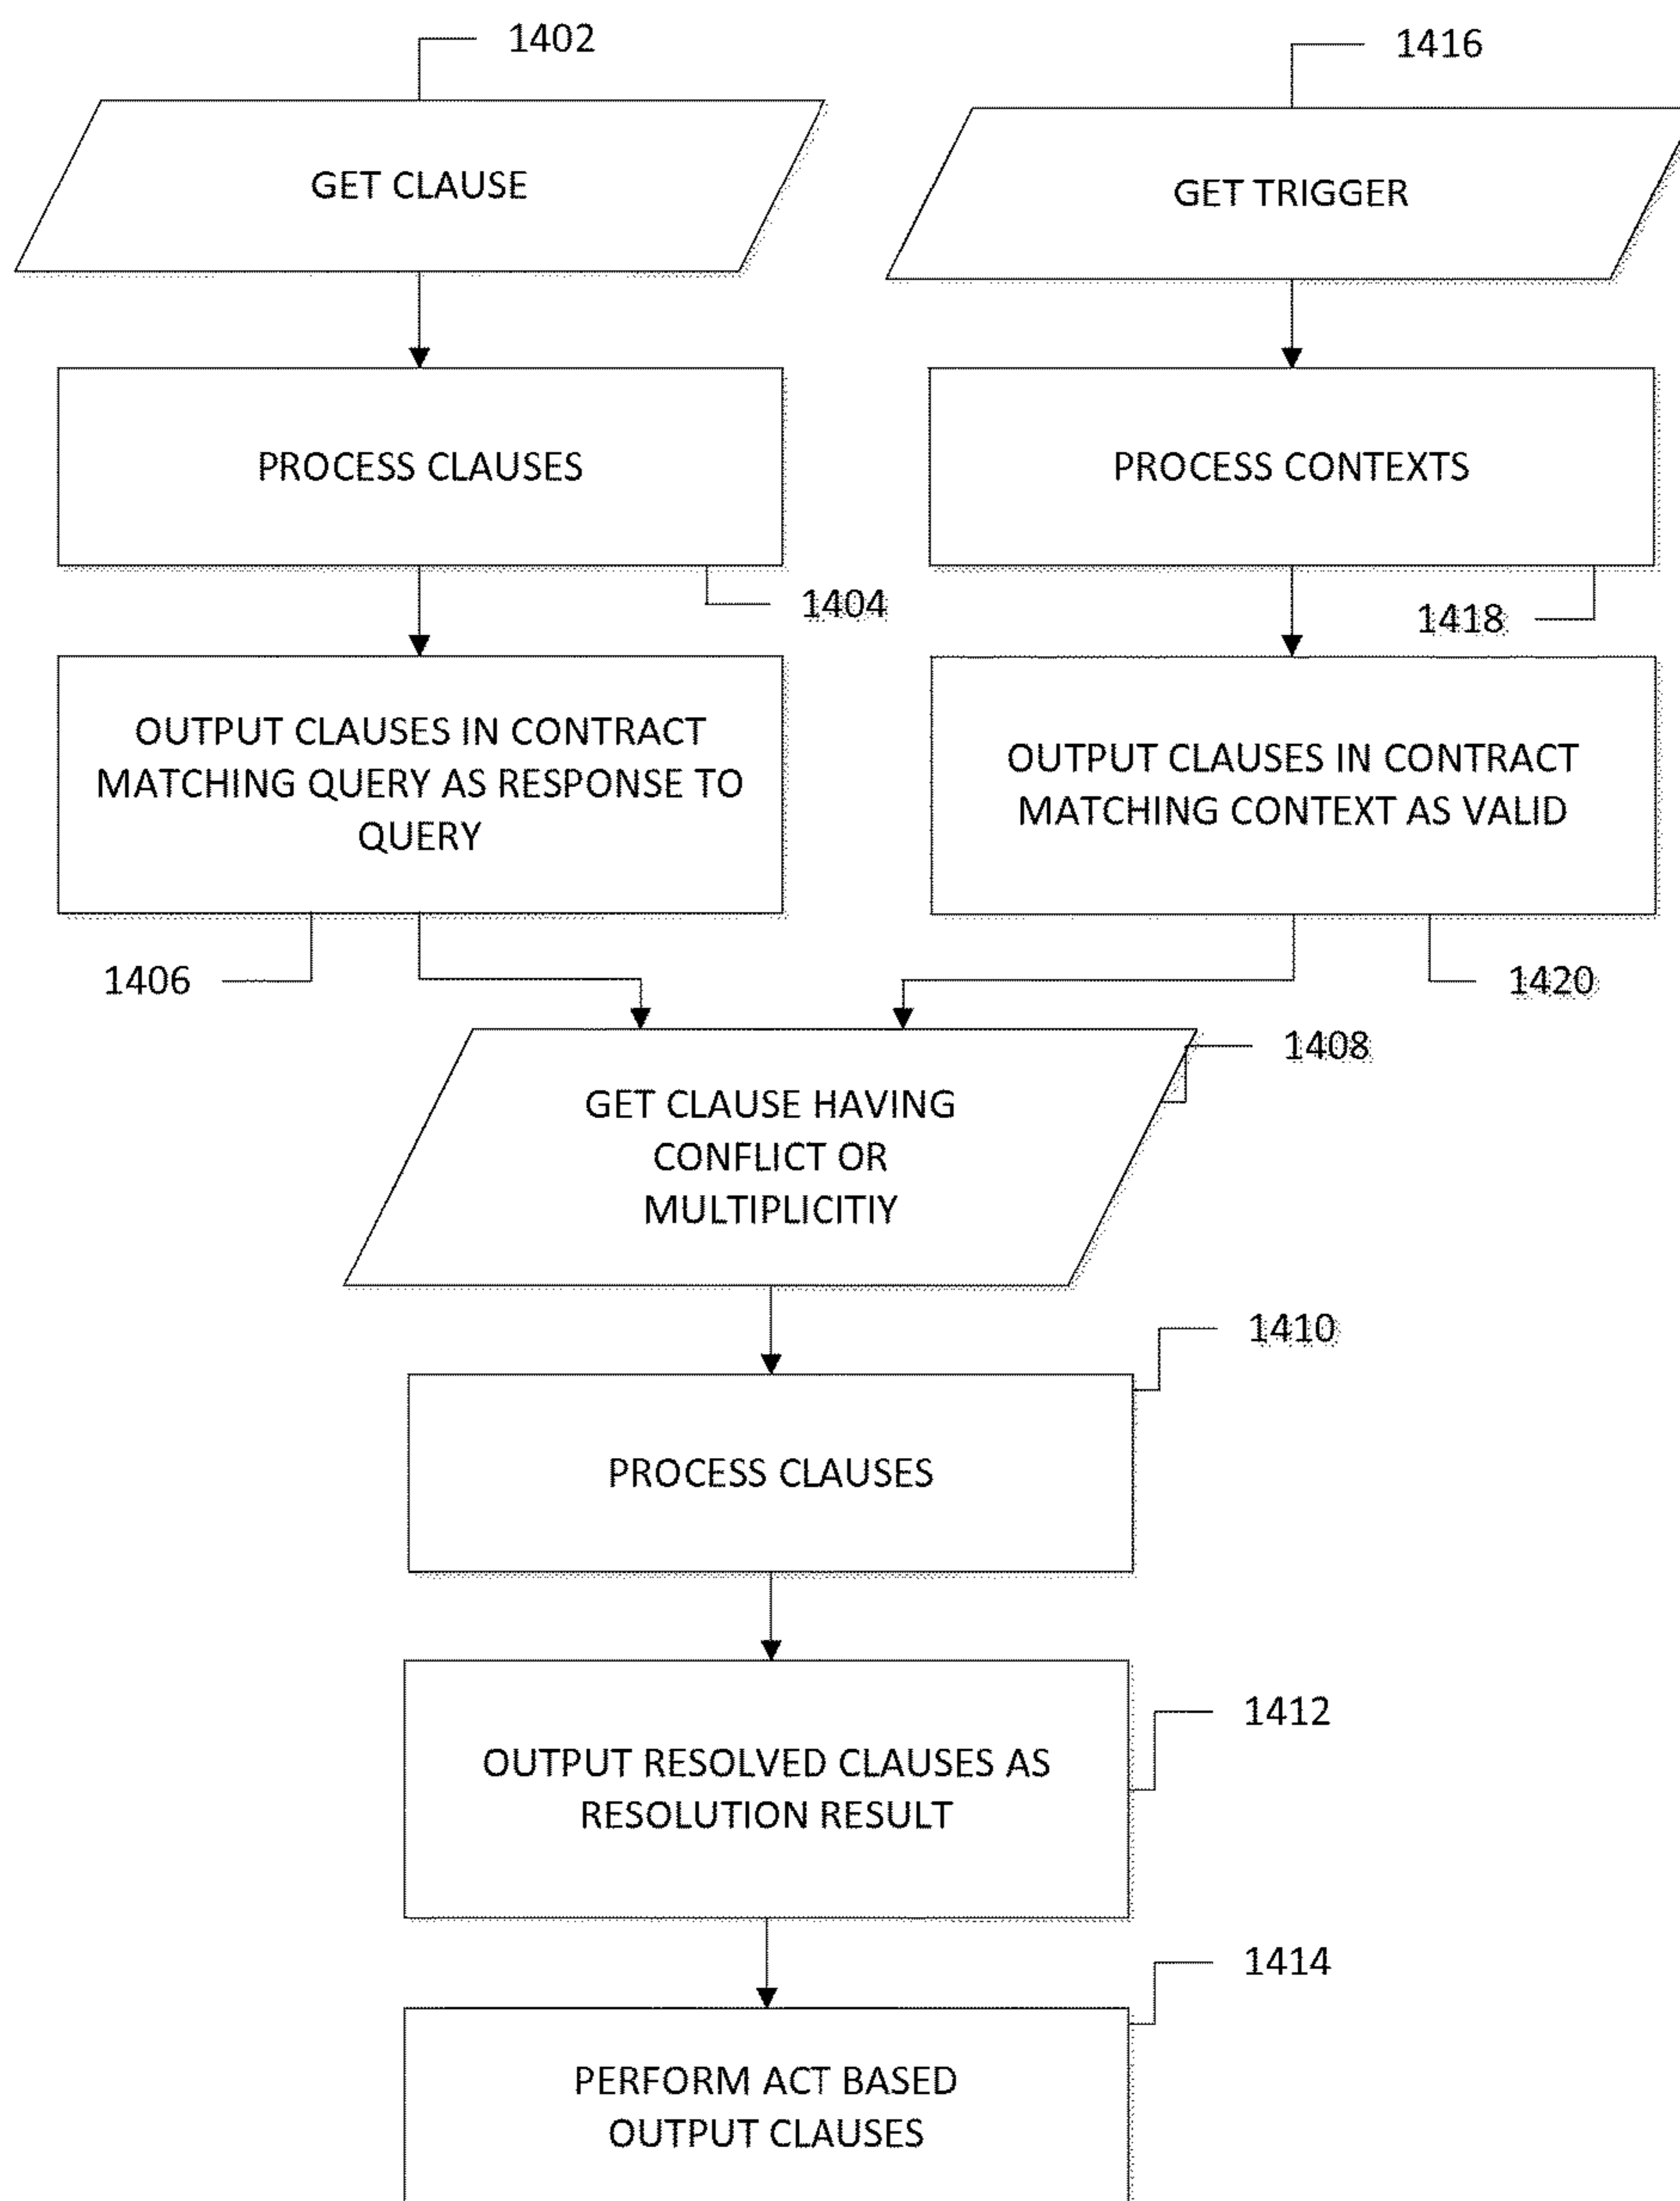 1402
1416
GET CLAUSE
GET TRIGGER
PROCESS CLAUSES
PROCESS CONTEXTS
1404
1418
OUTPUT CLAUSES IN CONTRACT
MATCHING QUERY AS RESPONSE TO
QUERY
OUTPUT CLAUSES IN CONTRACT
MATCHING CONTEXT AS VALID
1406
1420
1408
GET CLAUSE HAVING
CONFLICT OR
MULTIPLICITIY
1410
PROCESS CLAUSES
1412
OUTPUT RESOLVED CLAUSES AS
RESOLUTION RESULT
1414
PERFORM ACT BASED
OUTPUT CLAUSES